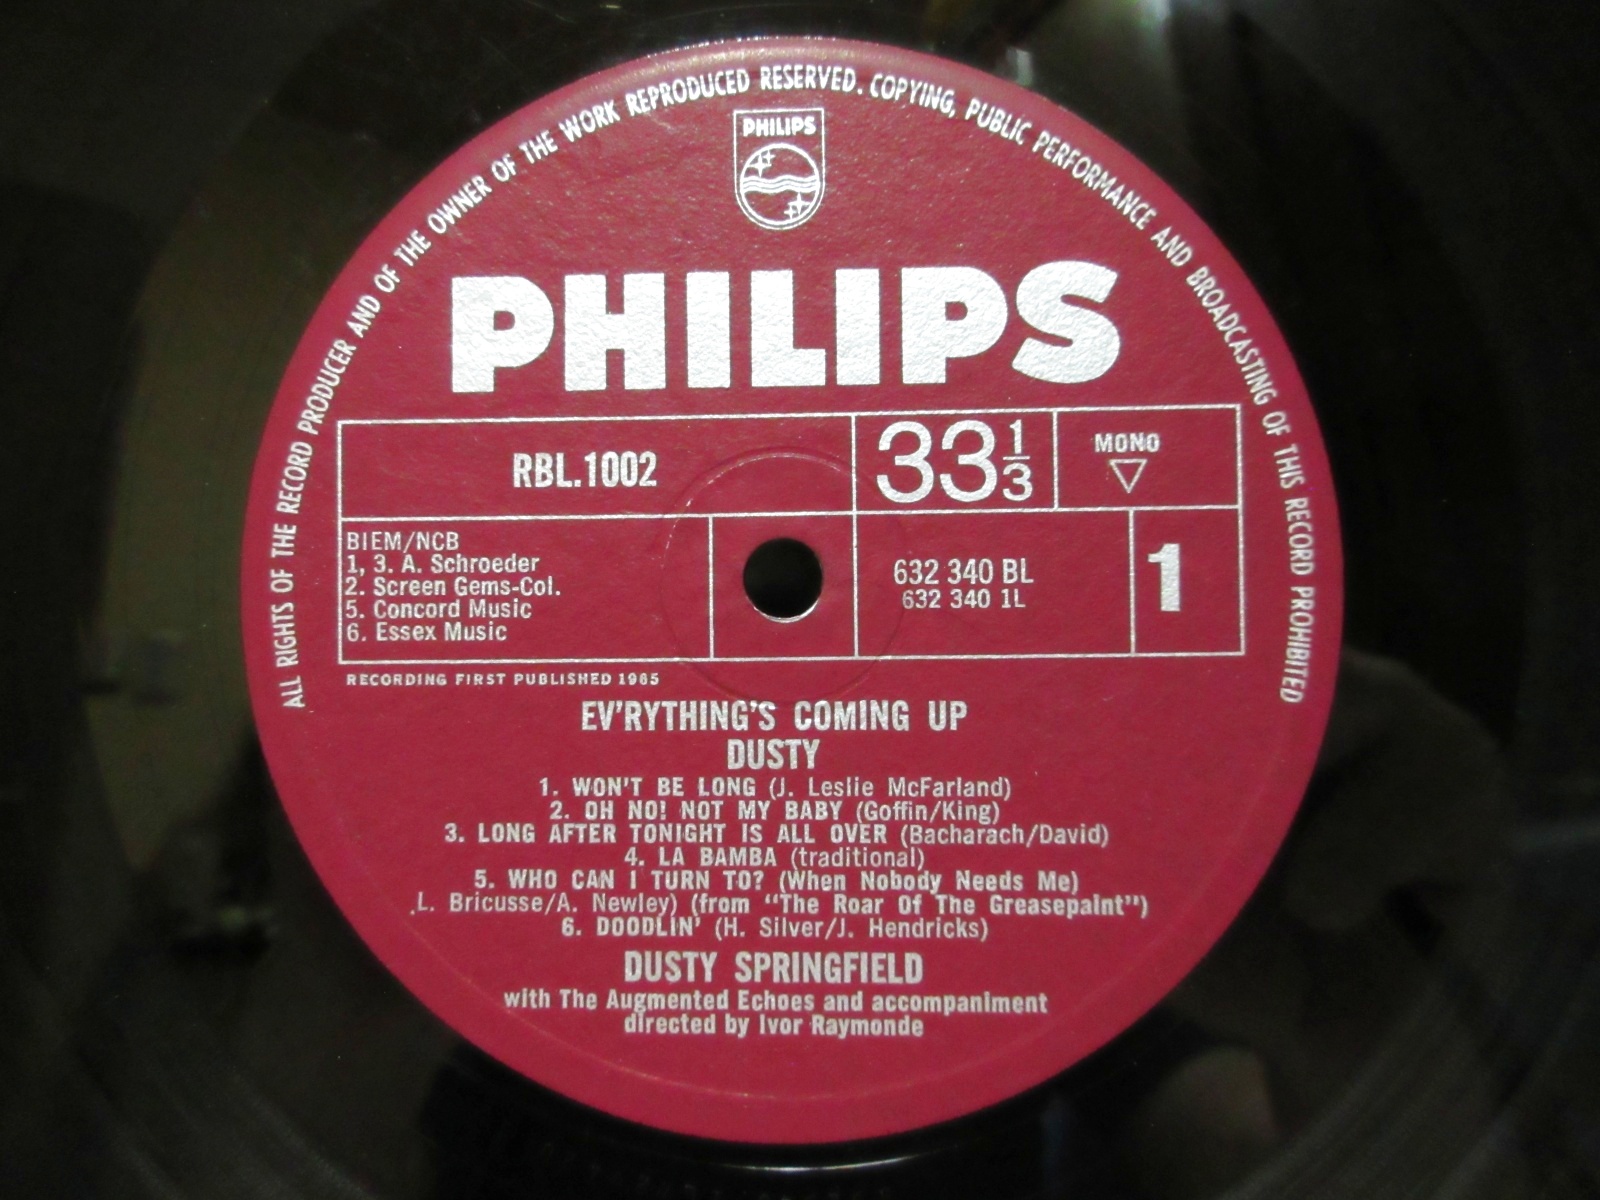 ALL RIGHTS OF THE RECORD PRODUCER AND OF THE OWNER OF THE WORK REPRODUCED RESERVED. COPYING, PUBLIC PERFORMANCE AND BROADCASTING OF THIS RECORD PROHIBITED
PHILIPS
PHILIPS
RBL.1002
33 1/3
MONO
BIEM/NCB
1, 3. A. Schroeder
2. Screen Gems-Col.
5. Concord Music
6. Essex Music
632 340 BL
632 340 1L
1
RECORDING FIRST PUBLISHED 1965
EV'RYTHING'S COMING UP
DUSTY
1. WON'T BE LONG (J. Leslie McFarland)
2. OH NO! NOT MY BABY (Goffin/King)
3. LONG AFTER TONIGHT IS ALL OVER (Bacharach/David)
4. LA BAMBA (traditional)
5. WHO CAN I TURN TO? (When Nobody Needs Me)
L. Bricusse/A. Newley) (from "The Roar Of The Greasepaint")
6. DOODLIN' (H. Silver/J. Hendricks)
DUSTY SPRINGFIELD
with The Augmented Echoes and accompaniment
directed by Ivor Raymonde